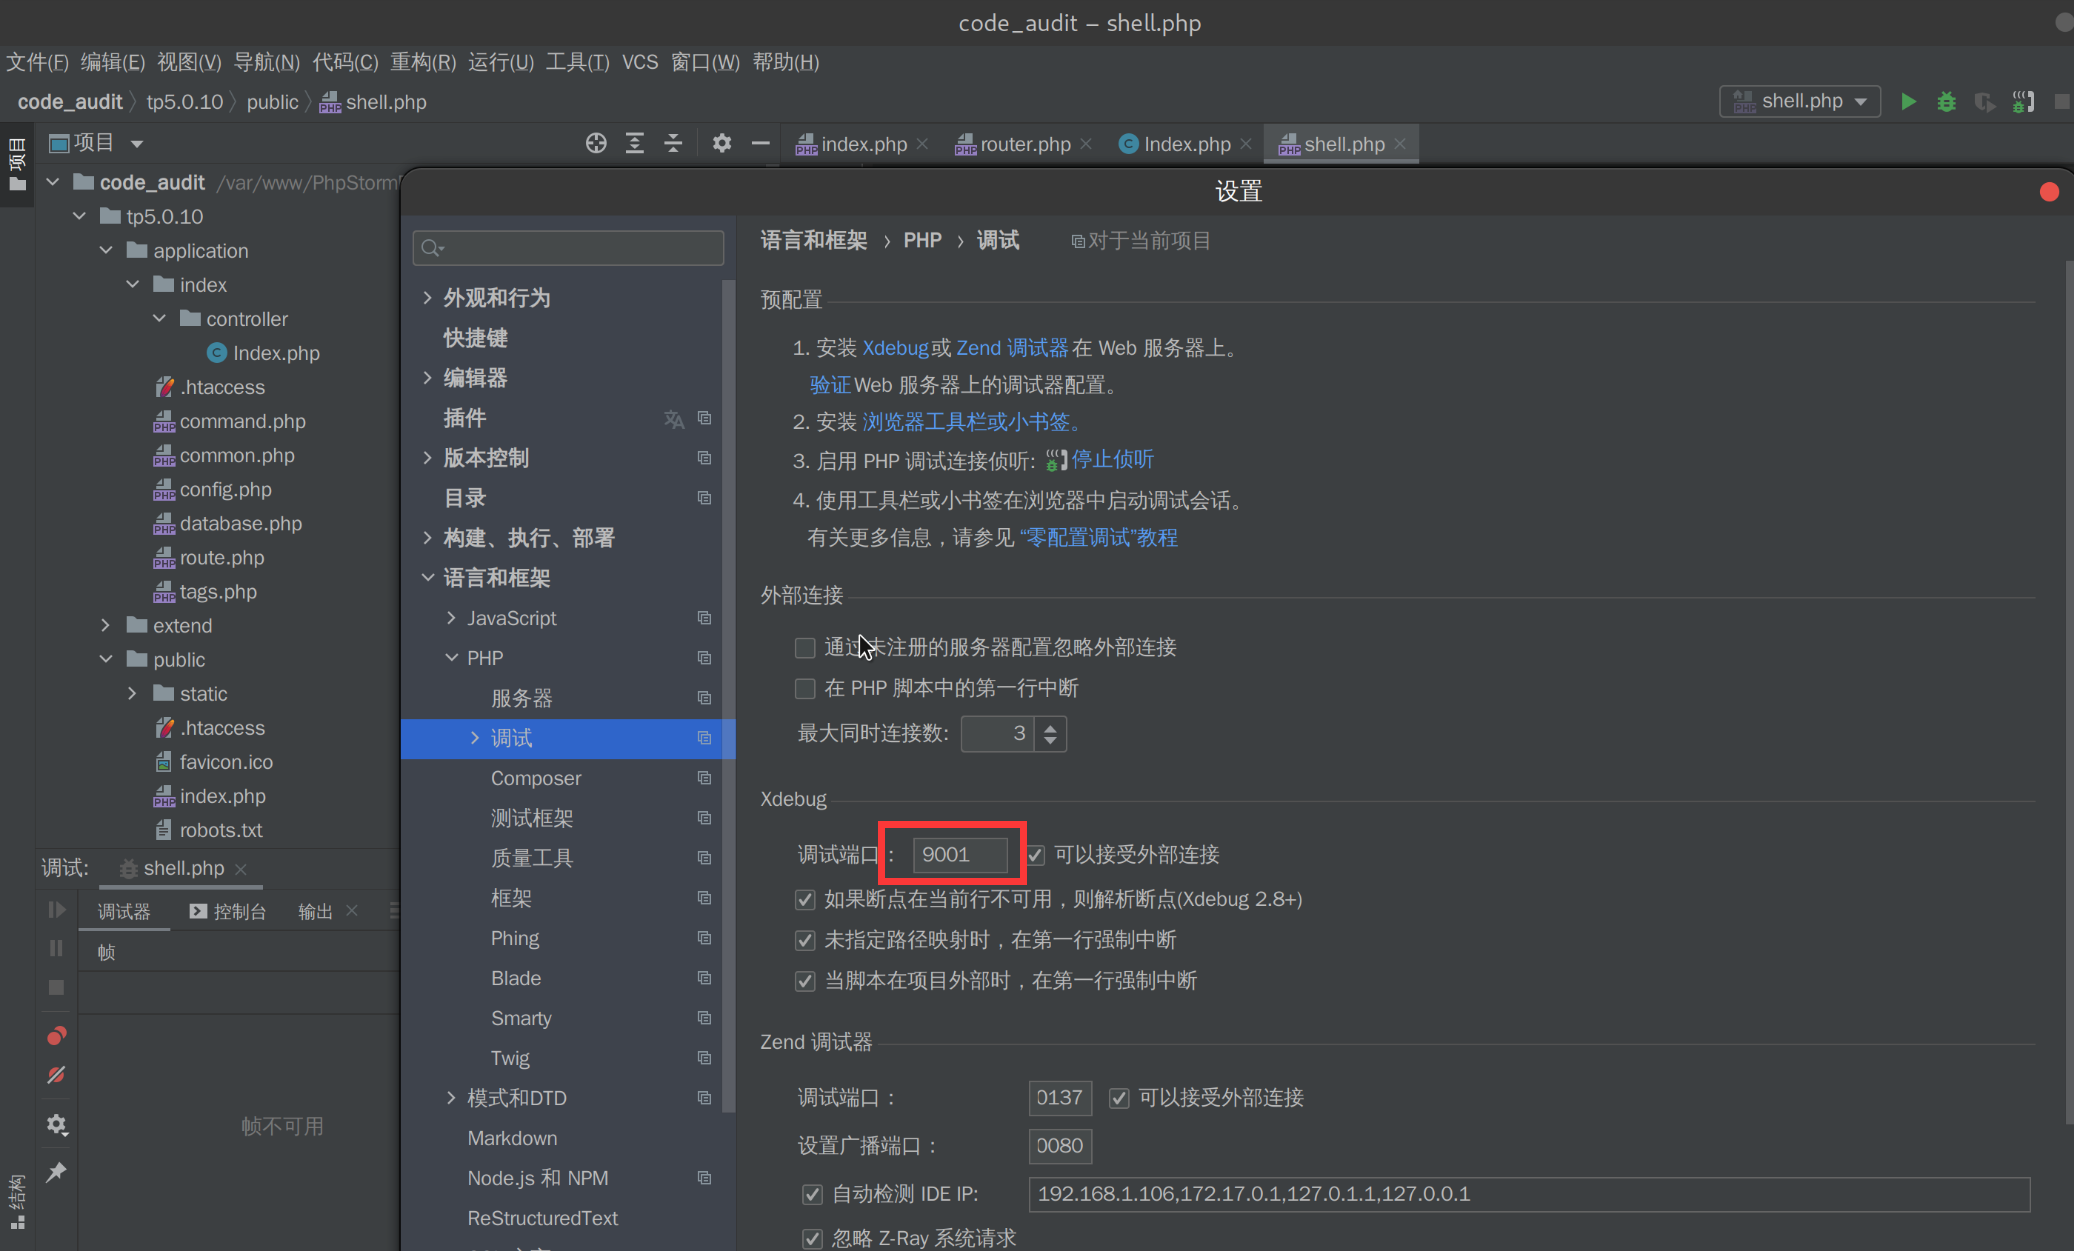 code_audit – shell.php
文件(F) 编辑(E) 视图(V) 导航(N) 代码(C) 重构(R) 运行(U) 工具(T) VCS 窗口(W) 帮助(H)
code_audit tp5.0.10 public shell.php
shell.php
项目
项目
index.php router.php Index.php shell.php
code_audit /var/www/PhpStorm
tp5.0.10
application
index
controller
Index.php
.htaccess
command.php
common.php
config.php
database.php
route.php
tags.php
extend
public
static
.htaccess
favicon.ico
index.php
robots.txt
调试: shell.php
调试器 控制台 输出
帧
帧不可用
结构
设置
外观和行为
快捷键
编辑器
插件
版本控制
目录
构建、执行、部署
语言和框架
JavaScript
PHP
服务器
调试
Composer
测试框架
质量工具
框架
Phing
Blade
Smarty
Twig
模式和DTD
Markdown
Node.js 和 NPM
ReStructuredText
语言和框架 › PHP › 调试 对于当前项目
预配置
1. 安装 Xdebug或 Zend 调试器 在 Web 服务器上。
验证Web 服务器上的调试器配置。
2. 安装 浏览器工具栏或小书签。
3. 启用 PHP 调试连接侦听: 停止侦听
4. 使用工具栏或小书签在浏览器中启动调试会话。
有关更多信息，请参见 “零配置调试”教程
外部连接
通过未注册的服务器配置忽略外部连接
在 PHP 脚本中的第一行中断
最大同时连接数: 3
Xdebug
调试端口： 9001 可以接受外部连接
如果断点在当前行不可用，则解析断点(Xdebug 2.8+)
未指定路径映射时，在第一行强制中断
当脚本在项目外部时，在第一行强制中断
Zend 调试器
调试端口： 0137 可以接受外部连接
设置广播端口： 0080
自动检测 IDE IP: 192.168.1.106,172.17.0.1,127.0.1.1,127.0.0.1
忽略 Z-Ray 系统请求